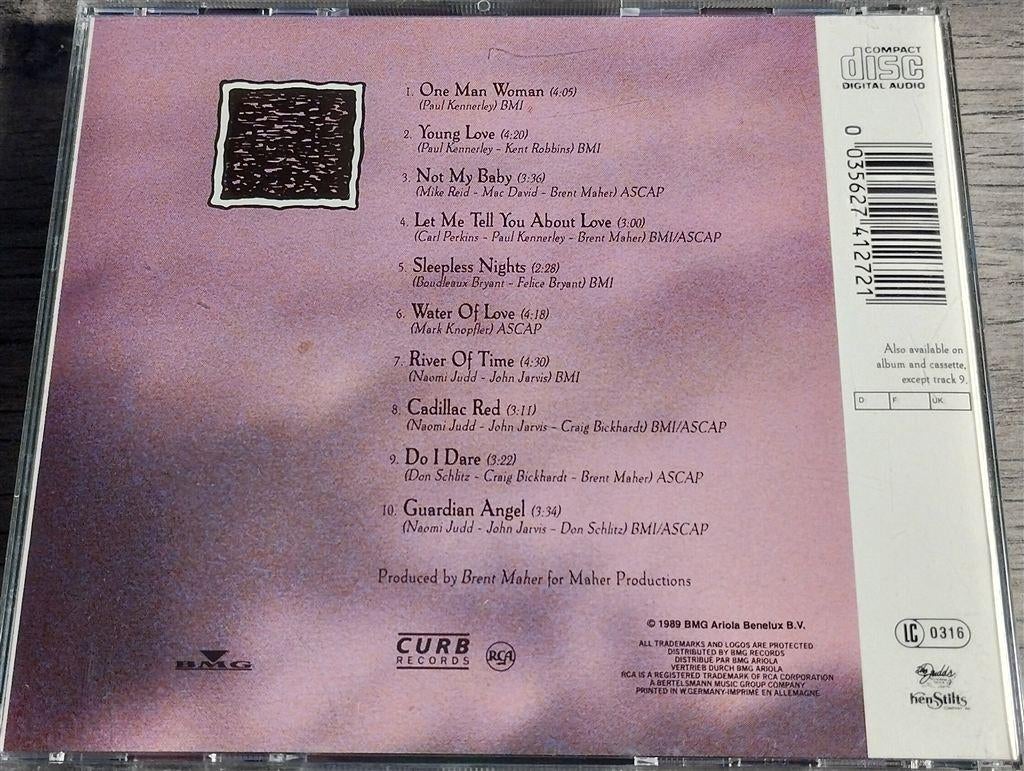 1. One Man Woman (4:05)
(Paul Kennerley) BMI
2. Young Love (4:20)
(Paul Kennerley - Kent Robbins) BMI
3. Not My Baby (3:36)
(Mike Reid - Mac David - Brent Maher) ASCAP
4. Let Me Tell You About Love (3:00)
(Carl Perkins - Paul Kennerley - Brent Maher) BMI/ASCAP
5. Sleepless Nights (2:28)
(Boudleaux Bryant - Felice Bryant) BMI
6. Water Of Love (4:18)
(Mark Knopfler) ASCAP
7. River Of Time (4:30)
(Naomi Judd - John Jarvis) BMI
8. Cadillac Red (3:11)
(Naomi Judd - John Jarvis - Craig Bickhardt) BMI/ASCAP
9. Do I Dare (3:22)
(Don Schlitz - Craig Bickhardt - Brent Maher) ASCAP
10. Guardian Angel (3:34)
(Naomi Judd - John Jarvis - Don Schlitz) BMI/ASCAP
Produced by Brent Maher for Maher Productions
BMG
CURB
RECORDS
RCA
© 1989 BMG Ariola Benelux B.V.
ALL TRADEMARKS AND LOGOS ARE PROTECTED
DISTRIBUTED BY BMG RECORDS
DISTRIBUÉ PAR BMG ARIOLA
VERTRIEB DURCH BMG ARIOLA
RCA IS A REGISTERED TRADEMARK OF RCA CORPORATION
A BERTELSMANN MUSIC GROUP COMPANY
PRINTED IN W.GERMANY-IMPRIMÉ EN ALLEMAGNE
COMPACT
disc
DIGITAL AUDIO
0 035627 412721
Also available on
album and cassette,
except track 9.
D F UK
LC 0316
The Judds
KenStilts